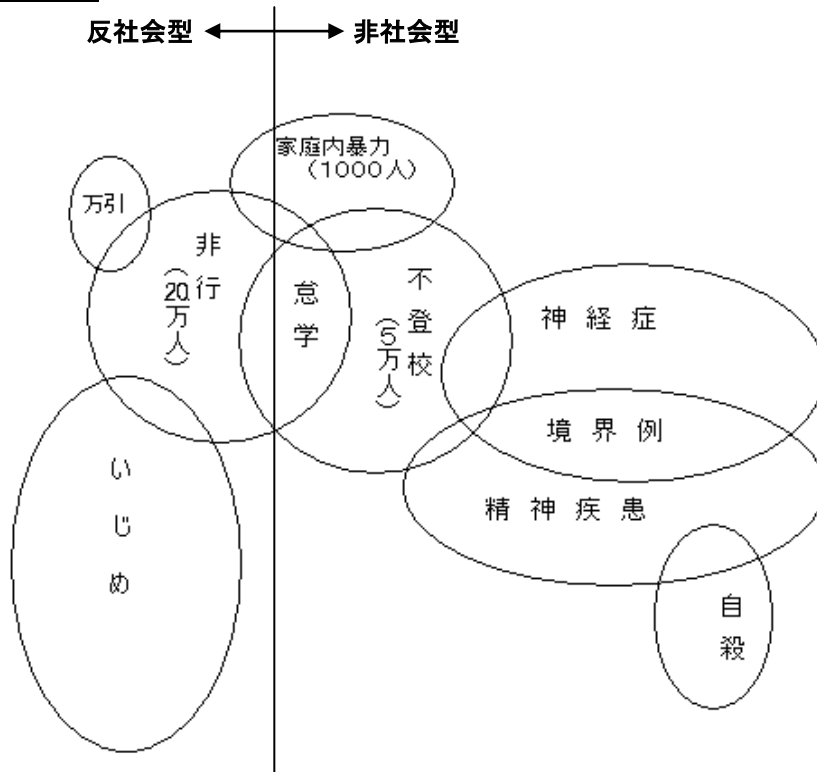 反社会型
非社会型
家庭内暴力
（1000人）
万引
非行
（20万人）
怠学
不登校
（5万人）
神経症
境界例
精神疾患
いじめ
自殺